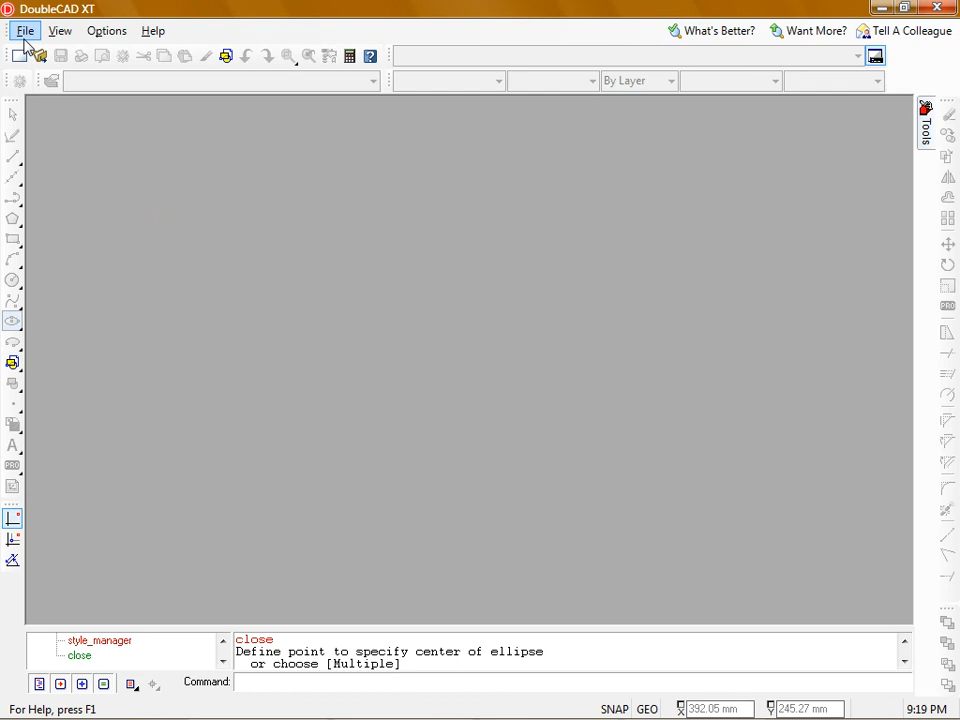 DoubleCAD XT
File View Options Help What's Better? Want More? Tell A Colleague
By Layer
Tools
PRO
PRO
style_manager
close
close
Define point to specify center of ellipse
or choose [Multiple]
Command:
For Help, press F1 SNAP GEO X 392.05 mm Y 245.27 mm 9:19 PM